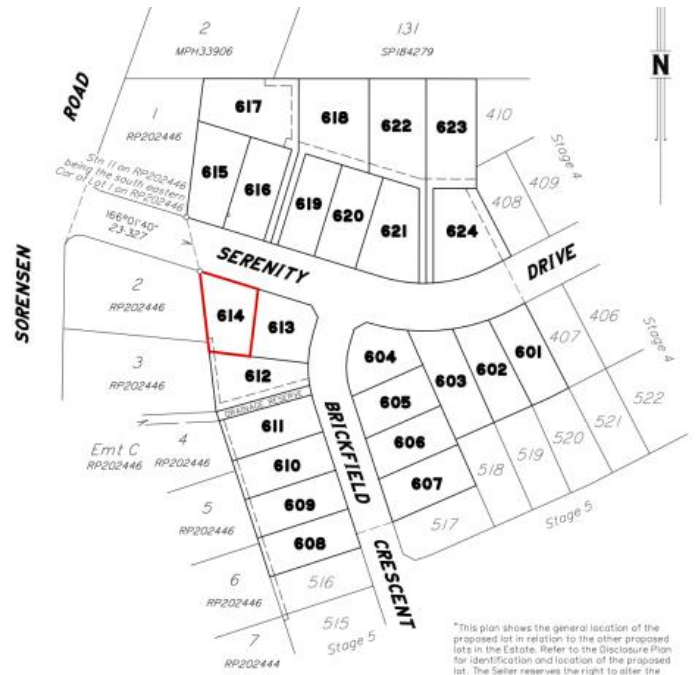 2
MPH33906
131
SP184279
N
ROAD
1
RP202446
617
618
622
623
410
Stage 4
409
408
615
616
619
620
621
624
Stn 11 on RP202446
being the south eastern
Cor of Lot 1 on RP202446
166°01'40"
23·327
SERENITY
DRIVE
SORENSEN
2
RP202446
614
613
604
603
602
601
407
406
Stage 4
3
RP202446
612
605
522
DRAINAGE RESERVE
BRICKFIELD
611
606
521
520
519
518
Emt C
RP202446
4
RP202446
610
607
5
RP202446
609
517
Stage 5
608
CRESCENT
6
RP202446
516
515
Stage 5
7
RP202444
*This plan shows the general location of the
proposed lot in relation to the other proposed
lots in the Estate. Refer to the Disclosure Plan
for identification and location of the proposed
lot. The Seller reserves the right to alter the